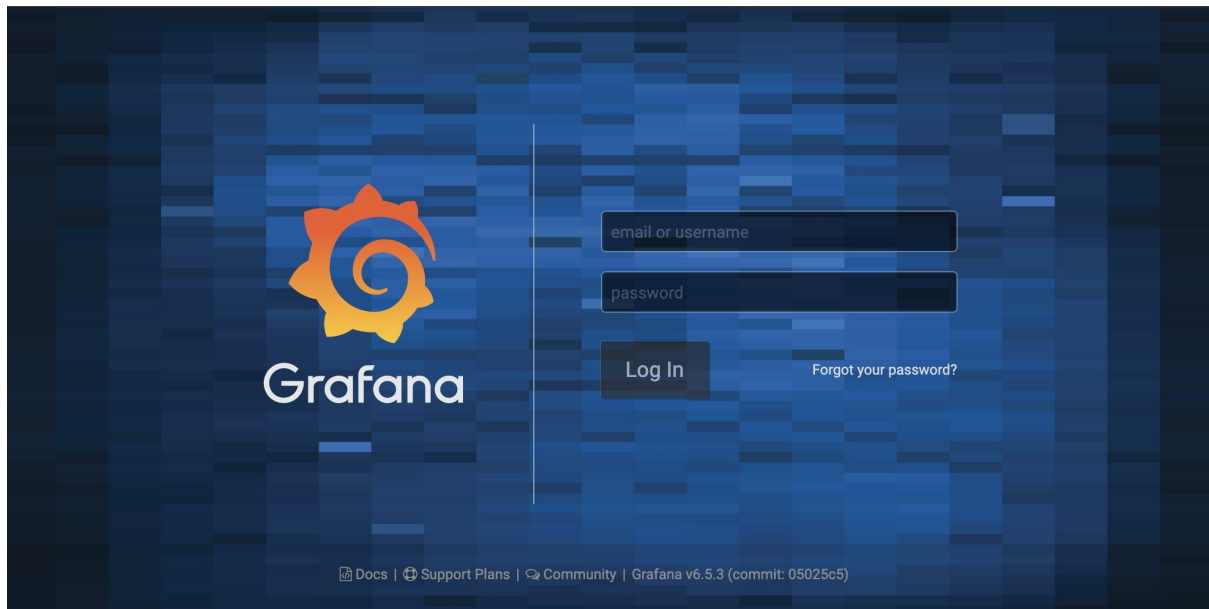 Grafana
email or username
password
Log In
Forgot your password?
Docs | Support Plans | Community | Grafana v6.5.3 (commit: 05025c5)